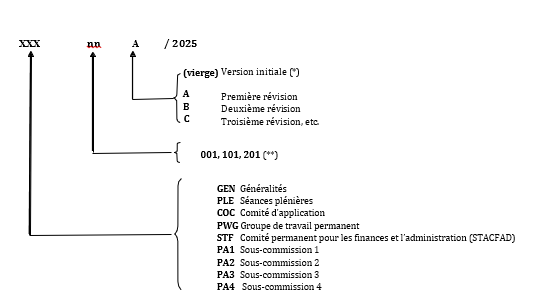 XXX nn A / 2025
(vierge) Version initiale (*)
A Première révision
B Deuxième révision
C Troisième révision, etc.
001, 101, 201 (**)
GEN Généralités
PLE Séances plénières
COC Comité d'application
PWG Groupe de travail permanent
STF Comité permanent pour les finances et l'administration (STACFAD)
PA1 Sous-commission 1
PA2 Sous-commission 2
PA3 Sous-commission 3
PA4 Sous-commission 4